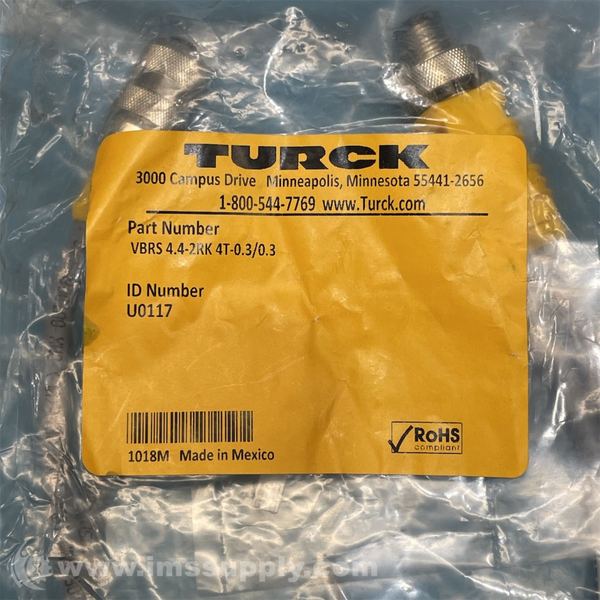 TURCK
3000 Campus Drive Minneapolis, Minnesota 55441-2656
1-800-544-7769 www.Turck.com
Part Number
VBRS 4.4-2RK 4T-0.3/0.3
ID Number
U0117
1018M Made in Mexico
RoHS
compliant
www.imssupply.com